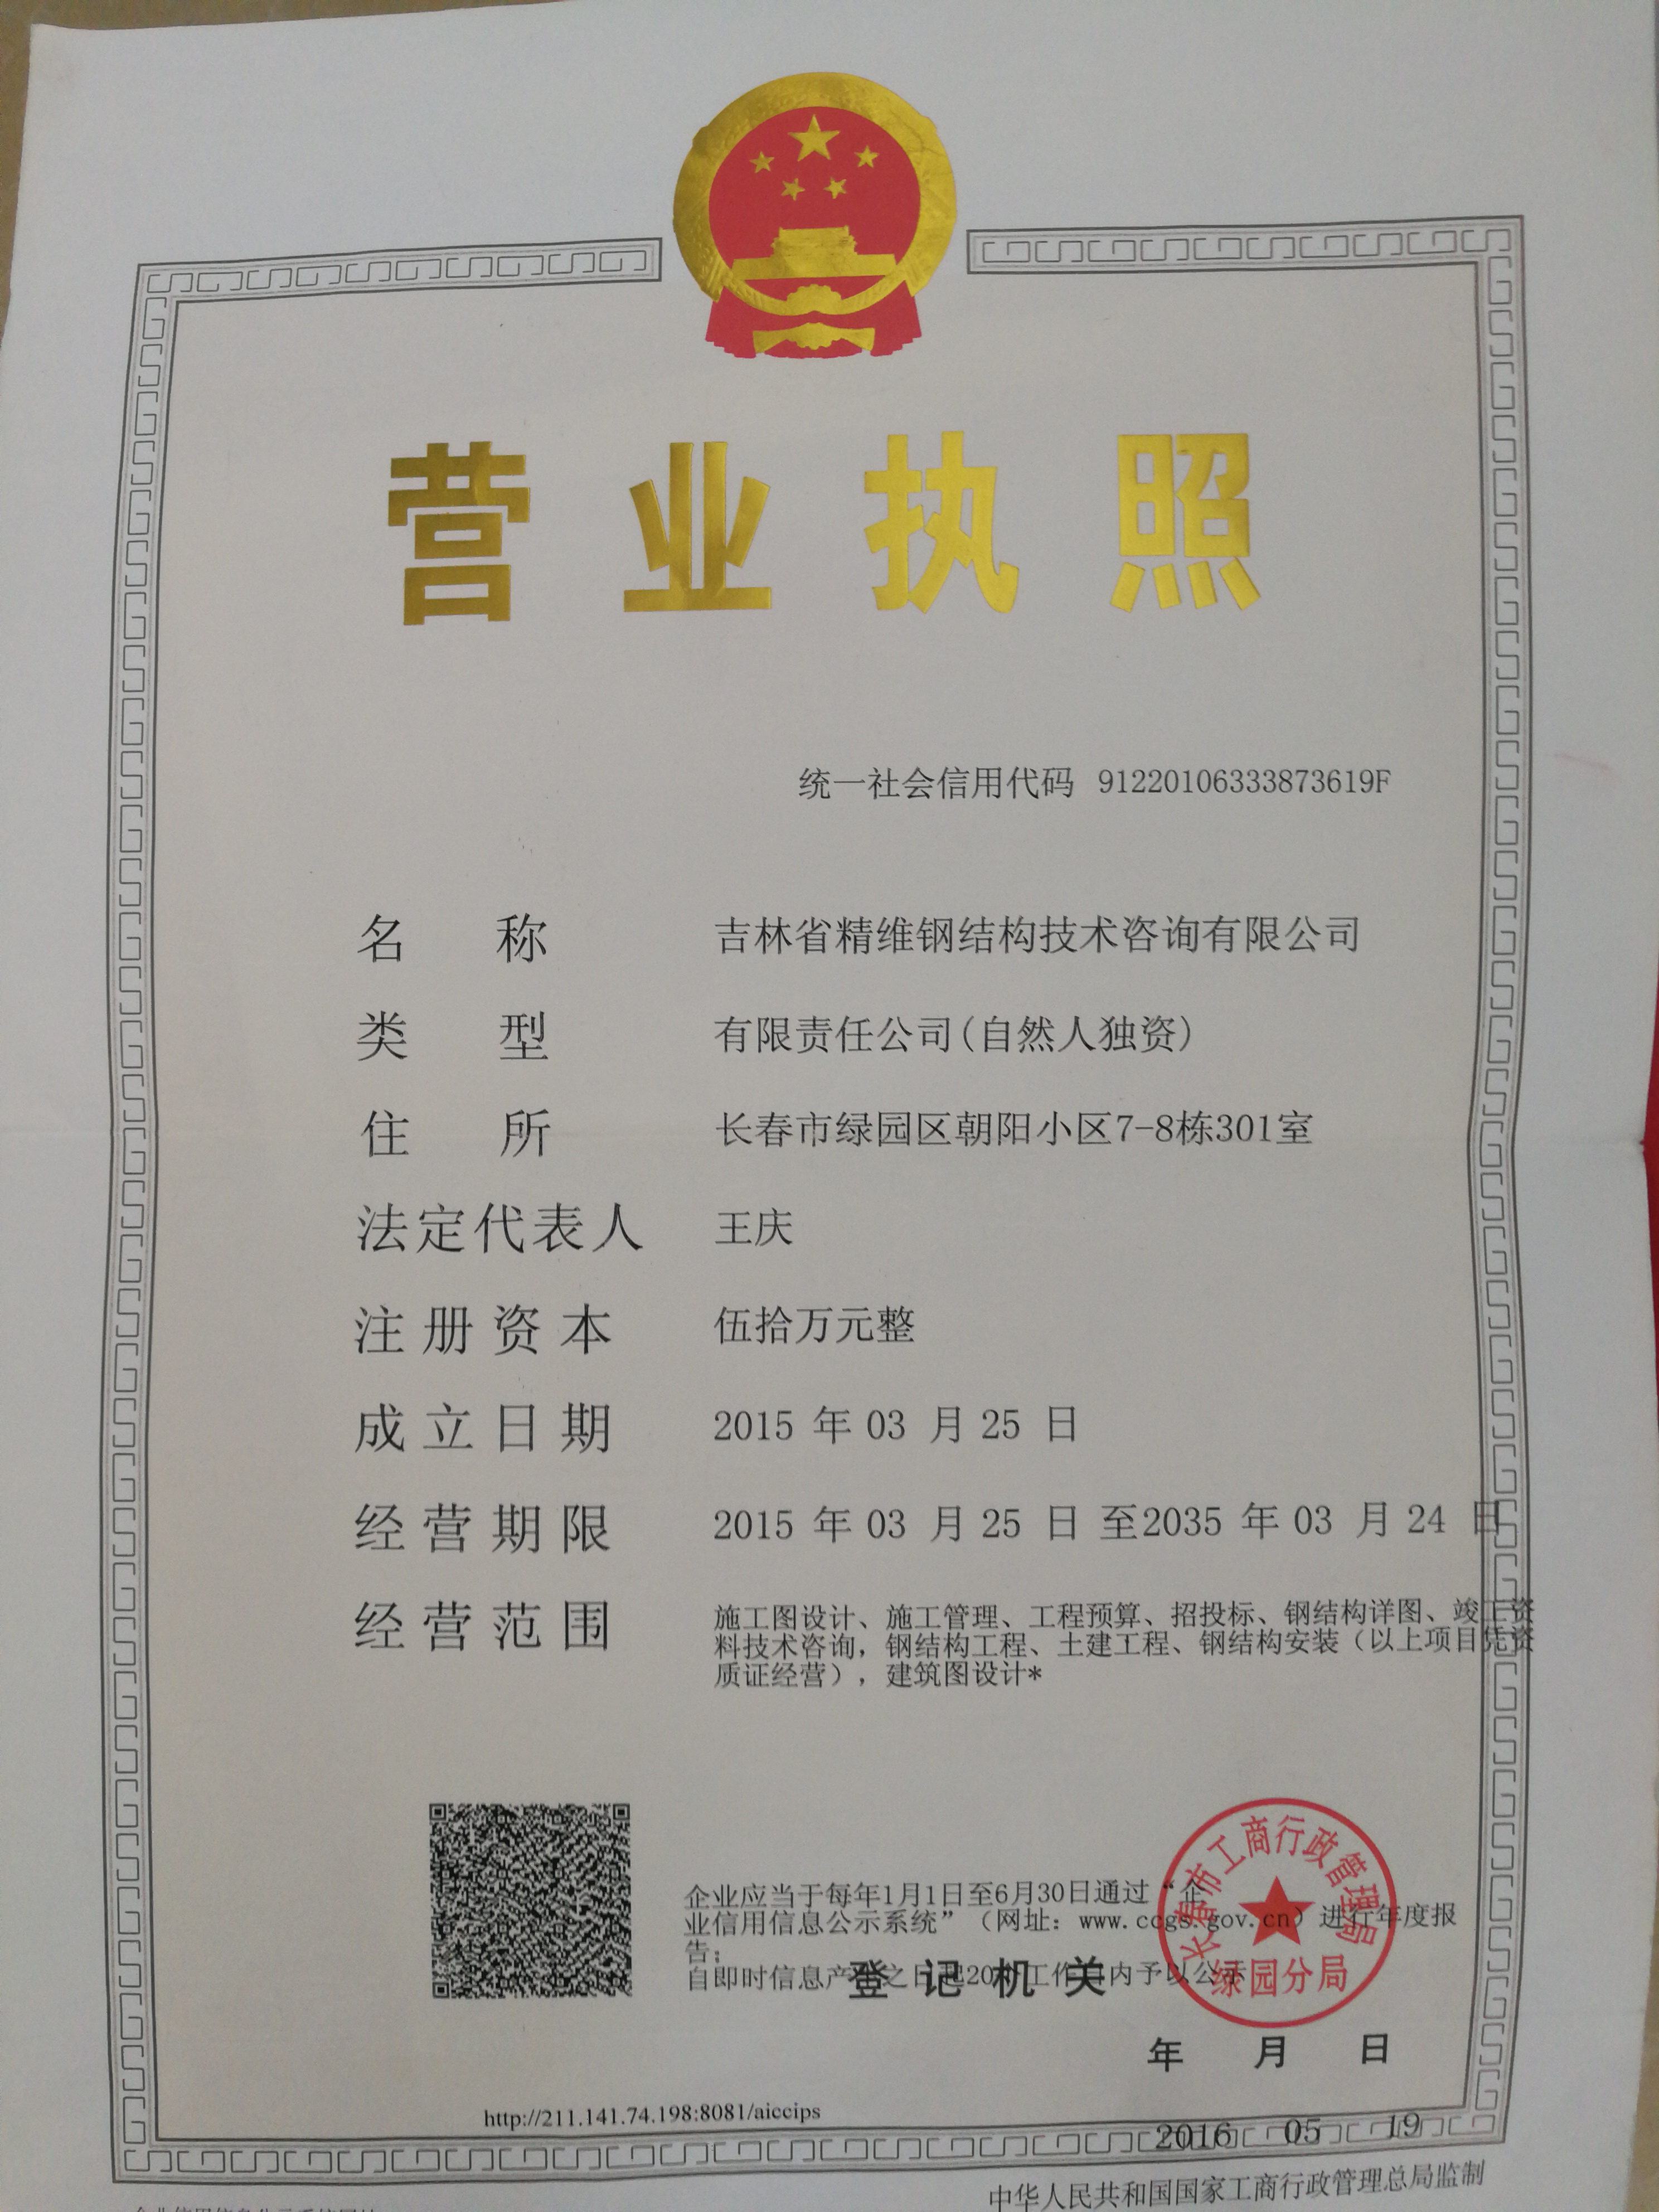 营业执照
统一社会信用代码 91220106333873619F
名称 吉林省精维钢结构技术咨询有限公司
类型 有限责任公司(自然人独资)
住所 长春市绿园区朝阳小区7-8栋301室
法定代表人 王庆
注册资本 伍拾万元整
成立日期 2015 年 03 月 25 日
经营期限 2015 年 03 月 25 日 至2035 年 03 月 24 日
经营范围 施工图设计、施工管理、工程预算、招投标、钢结构详图、竣工资
料技术咨询，钢结构工程、土建工程、钢结构安装（以上项目凭资
质证经营），建筑图设计*
企业应当于每年1月1日至6月30日通过“企
业信用信息公示系统”（网址：www.ccgs.gov.cn）进行年度报
告；
自即时信息产 之日起20 工作日内予以公示
登记机关
长春市工商行政管理局
绿园分局
年 月 日
http://211.141.74.198:8081/aiccips
2016 05 19
中华人民共和国国家工商行政管理总局监制